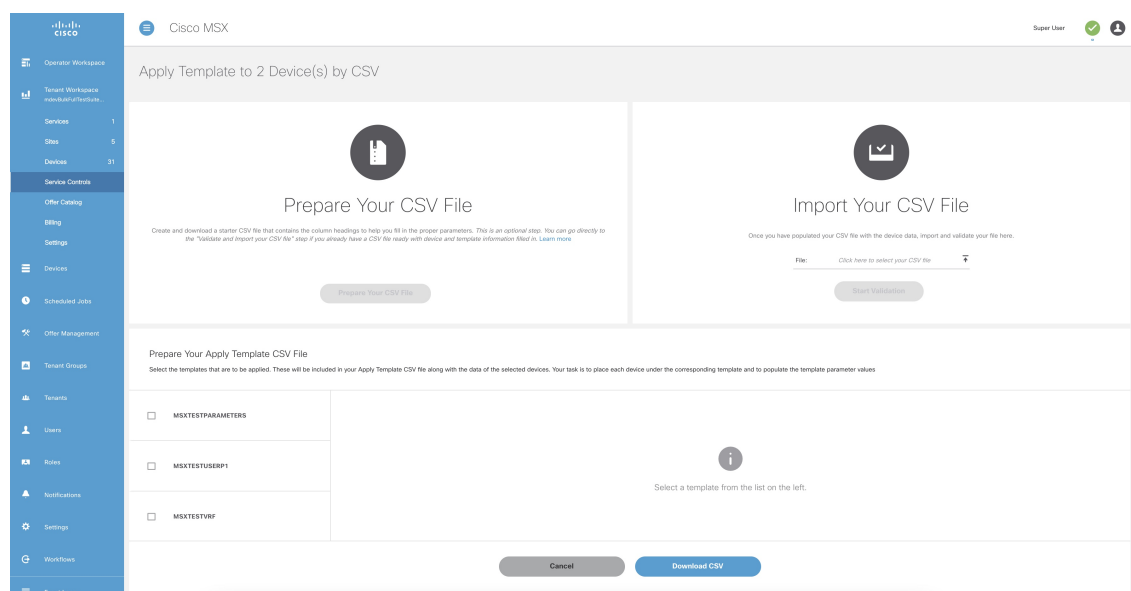 CISCO
Cisco MSX
Super User
Operator Workspace
Tenant Workspace
Services 1
Sites 5
Devices 31
Service Controls
Offer Catalog
Billing
Settings
Devices
Scheduled Jobs
Offer Management
Tenant Groups
Tenants
Users
Roles
Notifications
Settings
Workflows
Apply Template to 2 Device(s) by CSV
Prepare Your CSV File
Create and download a starter CSV file that contains the column headings to help you fill in the proper parameters. This is an optional step. You can go directly to
the "Validate and Import your CSV file" step if you already have a CSV file ready with device and template information filled in. Learn more
Prepare Your CSV File
Import Your CSV File
Once you have populated your CSV file with the device data, import and validate your file here.
File: Click here to select your CSV file
Start Validation
Prepare Your Apply Template CSV File
Select the templates that are to be applied. These will be included in your Apply Template CSV file along with the data of the selected devices. Your task is to place each device under the corresponding template and to populate the template parameter values
MSXTESTPARAMETERS
MSXTESTUSERP1
MSXTESTVRF
Select a template from the list on the left.
Cancel
Download CSV